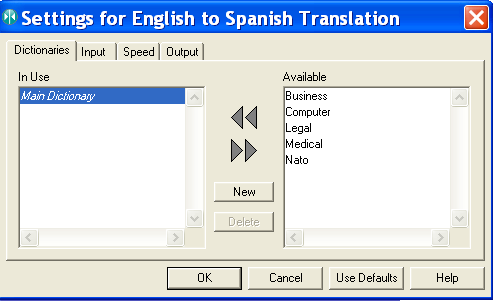 Settings for English to Spanish Translation
Dictionaries Input Speed Output
In Use
Main Dictionary
Available
Business
Computer
Legal
Medical
Nato
New
Delete
OK Cancel Use Defaults Help